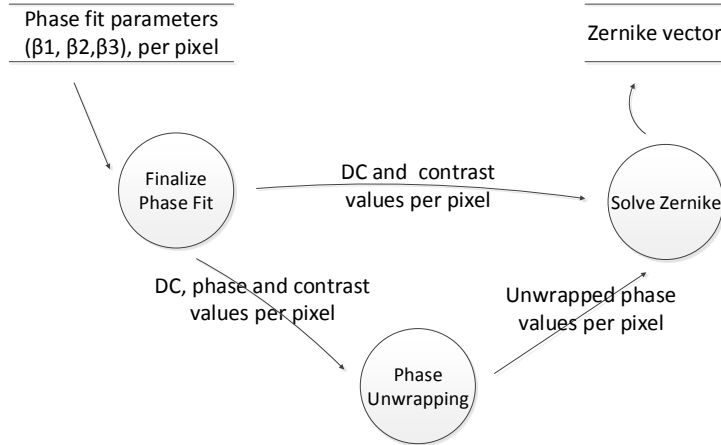 Phase fit parameters
(β1, β2,β3), per pixel
Zernike vector
Finalize
Phase Fit
DC and contrast
values per pixel
Solve Zernike
DC, phase and contrast
values per pixel
Unwrapped phase
values per pixel
Phase
Unwrapping